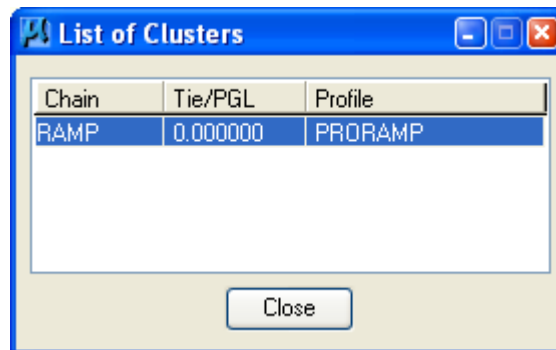 List of Clusters
Chain Tie/PGL Profile
RAMP 0.000000 PRORAMP
Close